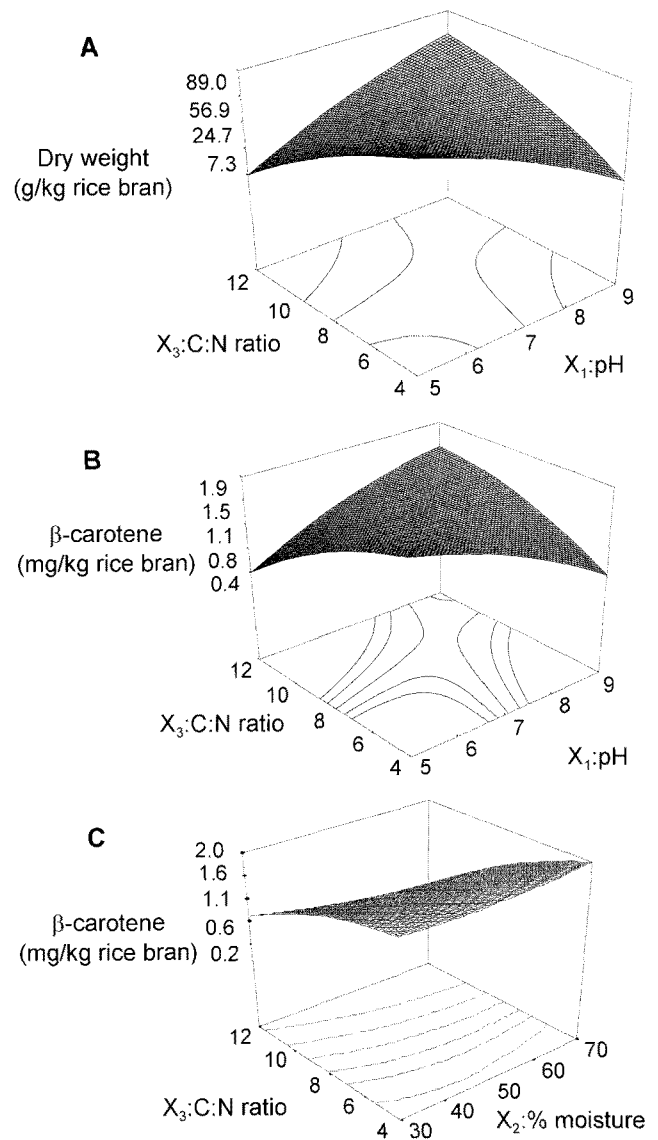 A
89.0
56.9
24.7
7.3
Dry weight
(g/kg rice bran)
12
10
8
6
4
X₃:C:N ratio
5
6
7
8
9
X₁:pH
B
1.9
1.5
1.1
0.8
0.4
β-carotene
(mg/kg rice bran)
12
10
8
6
4
X₃:C:N ratio
5
6
7
8
9
X₁:pH
C
2.0
1.6
1.1
0.6
0.2
β-carotene
(mg/kg rice bran)
12
10
8
6
4
X₃:C:N ratio
30
40
50
60
70
X₂:% moisture